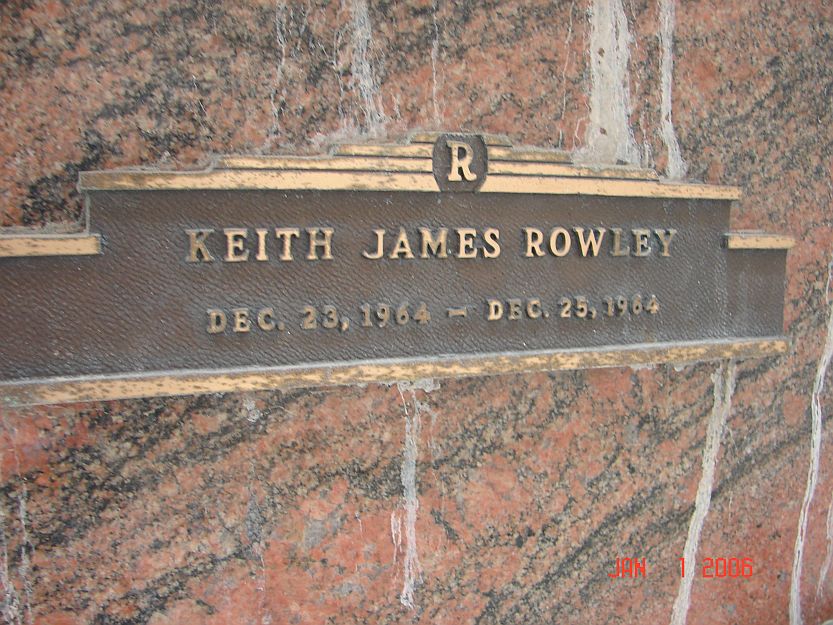 R
KEITH JAMES ROWLEY
DEC. 23, 1964 – DEC. 25, 1964
JAN 1 2006